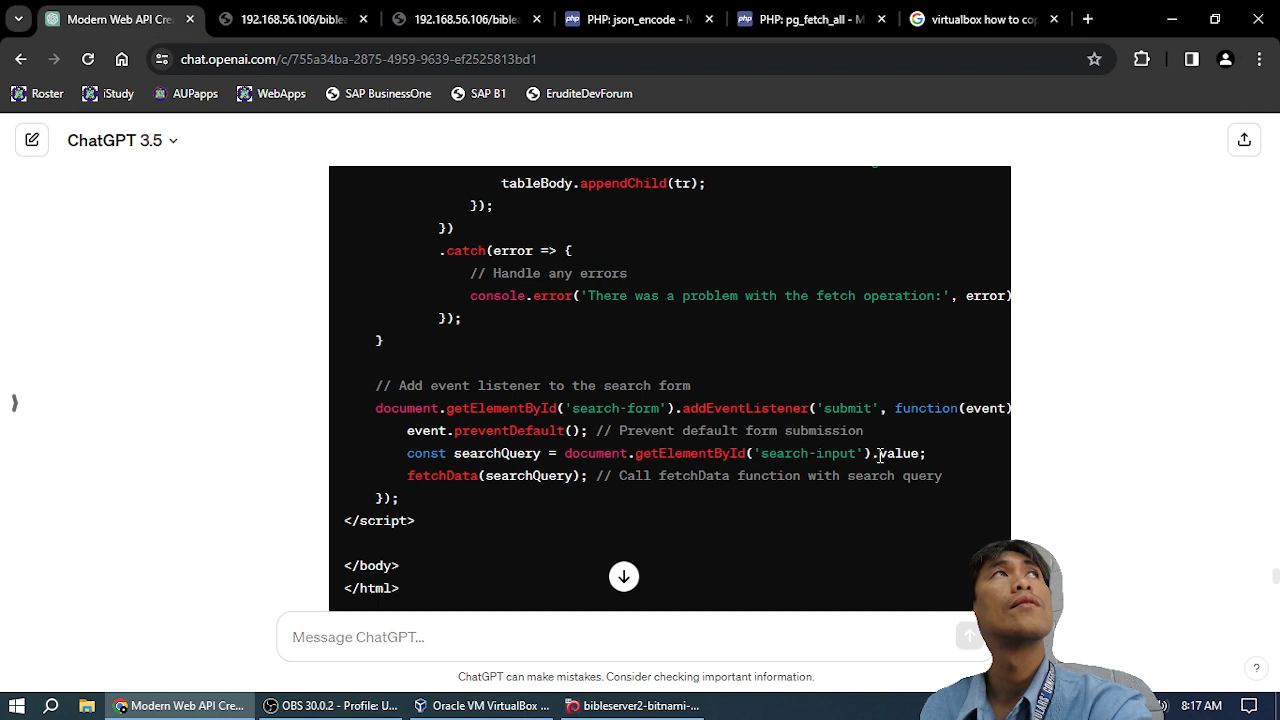 Modern Web API Cre
192.168.56.106/biblea
192.168.56.106/biblea
PHP: json_encode - M
PHP: pg_fetch_all - M
virtualbox how to cop
chat.openai.com/c/755a34ba-2875-4959-9639-ef2525813bd1
Roster
iStudy
AUPapps
WebApps
SAP BusinessOne
SAP B1
EruditeDevForum
ChatGPT 3.5
tableBody.appendChild(tr);
});
})
.catch(error => {
// Handle any errors
console.error('There was a problem with the fetch operation:', error)
});
}
// Add event listener to the search form
document.getElementById('search-form').addEventListener('submit', function(event)
event.preventDefault(); // Prevent default form submission
const searchQuery = document.getElementById('search-input').value;
fetchData(searchQuery); // Call fetchData function with search query
});
</script>
</body>
</html>
Message ChatGPT...
ChatGPT can make mistakes. Consider checking important information.
?
Modern Web API Cre...
OBS 30.0.2 - Profile: U...
Oracle VM VirtualBox ...
bibleserver2-bitnami-...
8:17 AM